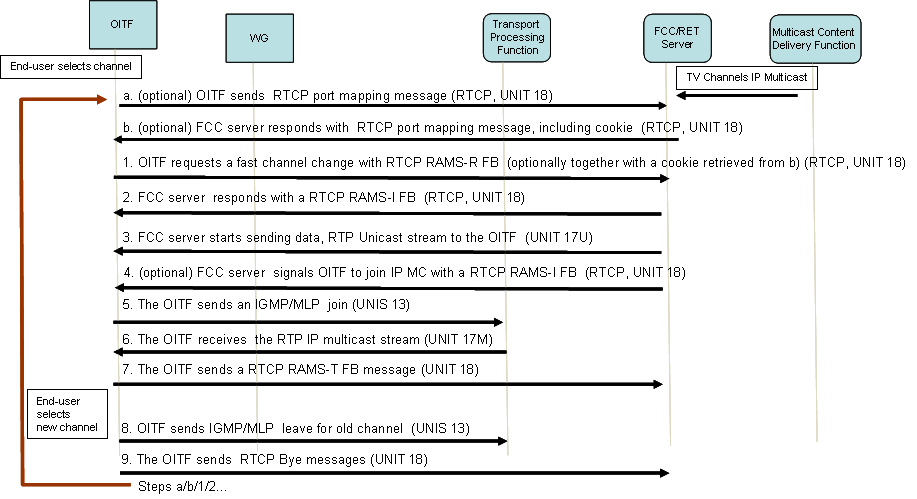 OITF
WG
Transport
Processing
Function
FCC/RET
Server
Multicast Content
Delivery Function
End-user selects channel
TV Channels IP Multicast
a. (optional) OITF sends RTCP port mapping message (RTCP, UNIT 18)
b. (optional) FCC server responds with RTCP port mapping message, including cookie (RTCP, UNIT 18)
1. OITF requests a fast channel change with RTCP RAMS-R FB (optionally together with a cookie retrieved from b) (RTCP, UNIT 18)
2. FCC server responds with a RTCP RAMS-I FB (RTCP, UNIT 18)
3. FCC server starts sending data, RTP Unicast stream to the OITF (UNIT 17U)
4. (optional) FCC server signals OITF to join IP MC with a RTCP RAMS-I FB (RTCP, UNIT 18)
5. The OITF sends an IGMP/MLP join (UNIS 13)
6. The OITF receives the RTP IP multicast stream (UNIT 17M)
7. The OITF sends a RTCP RAMS-T FB message (UNIT 18)
End-user
selects
new channel
8. OITF sends IGMP/MLP leave for old channel (UNIS 13)
9. The OITF sends RTCP Bye messages (UNIT 18)
Steps a/b/1/2...